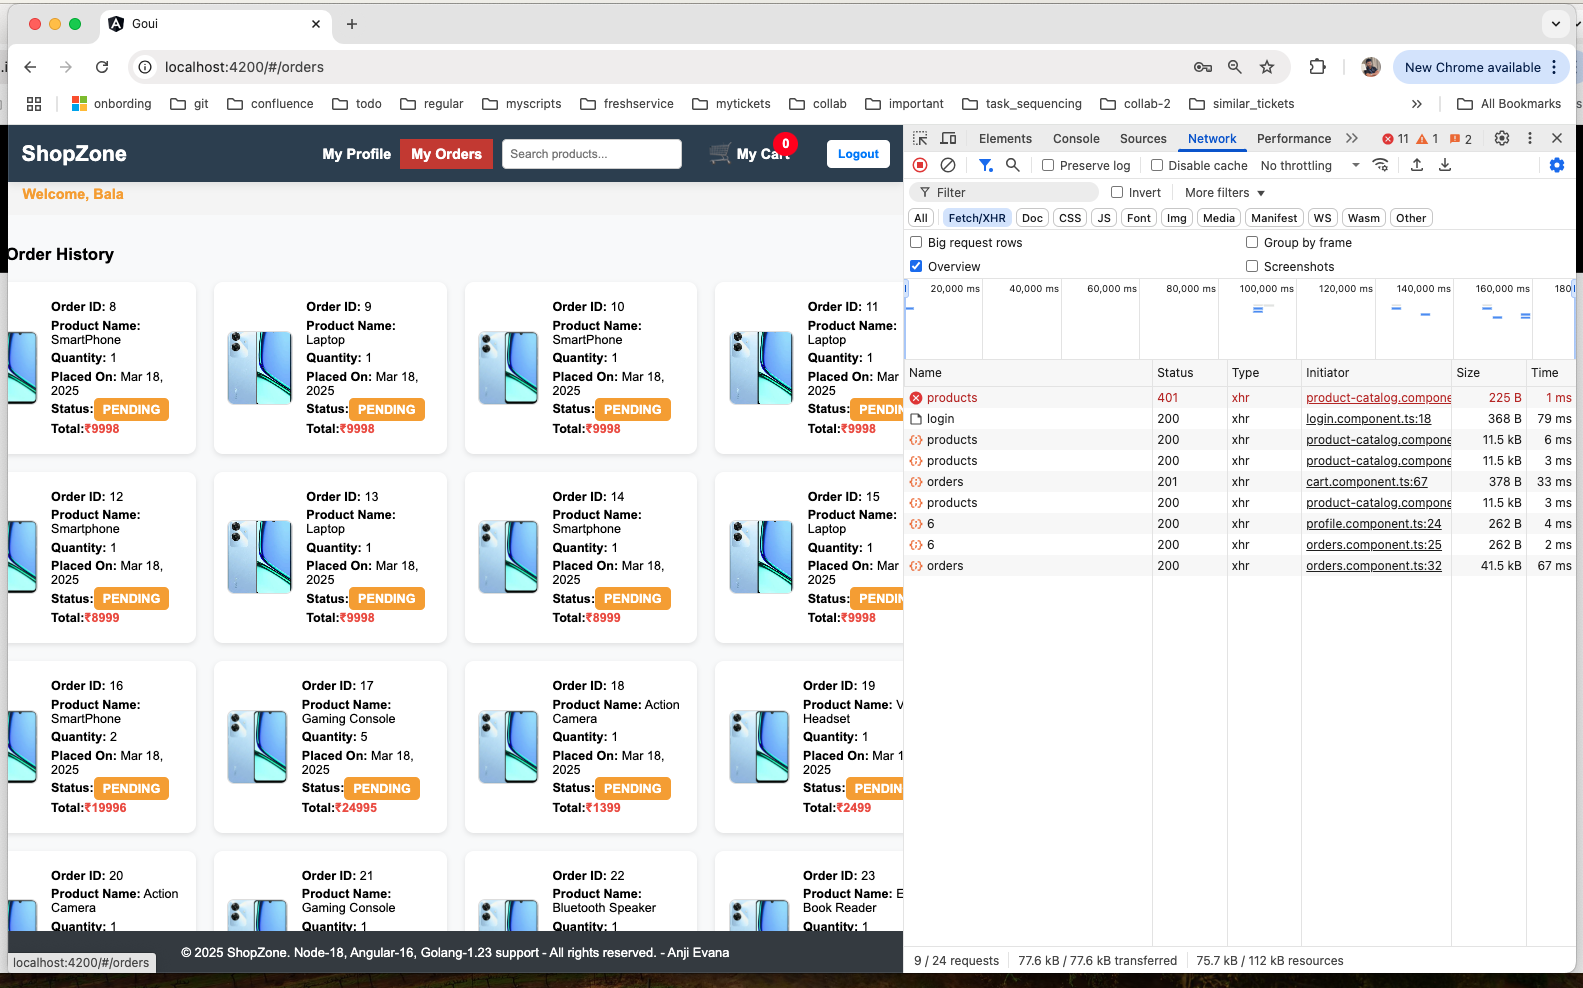 Goui
localhost:4200/#/orders
New Chrome available
onbording git confluence todo regular myscripts freshservice mytickets collab important task_sequencing collab-2 similar_tickets » All Bookmarks
ShopZone My Profile My Orders Search products... My Cart 0 Logout
Welcome, Bala
Order History
Order ID: 8
Product Name:
SmartPhone
Quantity: 1
Placed On: Mar 18,
2025
Status: PENDING
Total:₹9998
Order ID: 9
Product Name:
Laptop
Quantity: 1
Placed On: Mar 18,
2025
Status: PENDING
Total:₹9998
Order ID: 10
Product Name:
SmartPhone
Quantity: 1
Placed On: Mar 18,
2025
Status: PENDING
Total:₹9998
Order ID: 11
Product Name:
Laptop
Quantity: 1
Placed On: Mar
2025
Status: PENDIN
Total:₹9998
Order ID: 12
Product Name:
Smartphone
Quantity: 1
Placed On: Mar 18,
2025
Status: PENDING
Total:₹8999
Order ID: 13
Product Name:
Laptop
Quantity: 1
Placed On: Mar 18,
2025
Status: PENDING
Total:₹9998
Order ID: 14
Product Name:
Smartphone
Quantity: 1
Placed On: Mar 18,
2025
Status: PENDING
Total:₹8999
Order ID: 15
Product Name:
Laptop
Quantity: 1
Placed On: Mar
2025
Status: PENDIN
Total:₹9998
Order ID: 16
Product Name:
SmartPhone
Quantity: 2
Placed On: Mar 18,
2025
Status: PENDING
Total:₹19996
Order ID: 17
Product Name:
Gaming Console
Quantity: 5
Placed On: Mar 18,
2025
Status: PENDING
Total:₹24995
Order ID: 18
Product Name: Action
Camera
Quantity: 1
Placed On: Mar 18,
2025
Status: PENDING
Total:₹1399
Order ID: 19
Product Name: V
Headset
Quantity: 1
Placed On: Mar 1
2025
Status: PENDIN
Total:₹2499
Order ID: 20
Product Name: Action
Camera
Quantity: 1
Order ID: 21
Product Name:
Gaming Console
Quantity: 1
Order ID: 22
Product Name:
Bluetooth Speaker
Quantity: 1
Order ID: 23
Product Name: E
Book Reader
Quantity: 1
© 2025 ShopZone. Node-18, Angular-16, Golang-1.23 support - All rights reserved. - Anji Evana
localhost:4200/#/orders
Elements Console Sources Network Performance » 11 1 2
Preserve log Disable cache No throttling
Filter Invert More filters
All Fetch/XHR Doc CSS JS Font Img Media Manifest WS Wasm Other
Big request rows Group by frame
Overview Screenshots
20,000 ms 40,000 ms 60,000 ms 80,000 ms 100,000 ms 120,000 ms 140,000 ms 160,000 ms 180
Name Status Type Initiator Size Time
products 401 xhr product-catalog.compone 225 B 1 ms
login 200 xhr login.component.ts:18 368 B 79 ms
products 200 xhr product-catalog.compone 11.5 kB 6 ms
products 200 xhr product-catalog.compone 11.5 kB 3 ms
orders 201 xhr cart.component.ts:67 378 B 33 ms
products 200 xhr product-catalog.compone 11.5 kB 3 ms
6 200 xhr profile.component.ts:24 262 B 4 ms
6 200 xhr orders.component.ts:25 262 B 2 ms
orders 200 xhr orders.component.ts:32 41.5 kB 67 ms
9 / 24 requests 77.6 kB / 77.6 kB transferred 75.7 kB / 112 kB resources